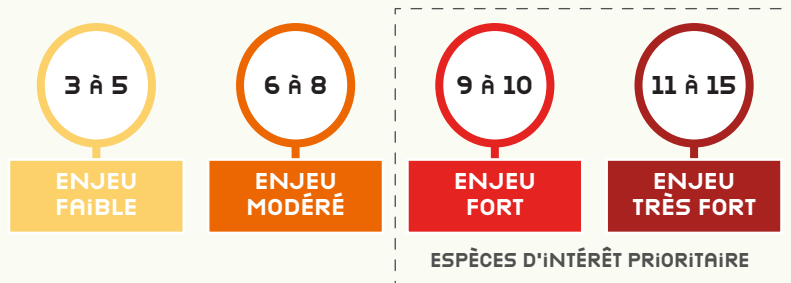 3 À 5
6 À 8
9 À 10
11 À 15
ENJEU
FAiBLE
ENJEU
MODÉRÉ
ENJEU
FORT
ENJEU
TRÈS FORT
ESPÈCES D'iNTÉRÊT PRiORiTAiRE